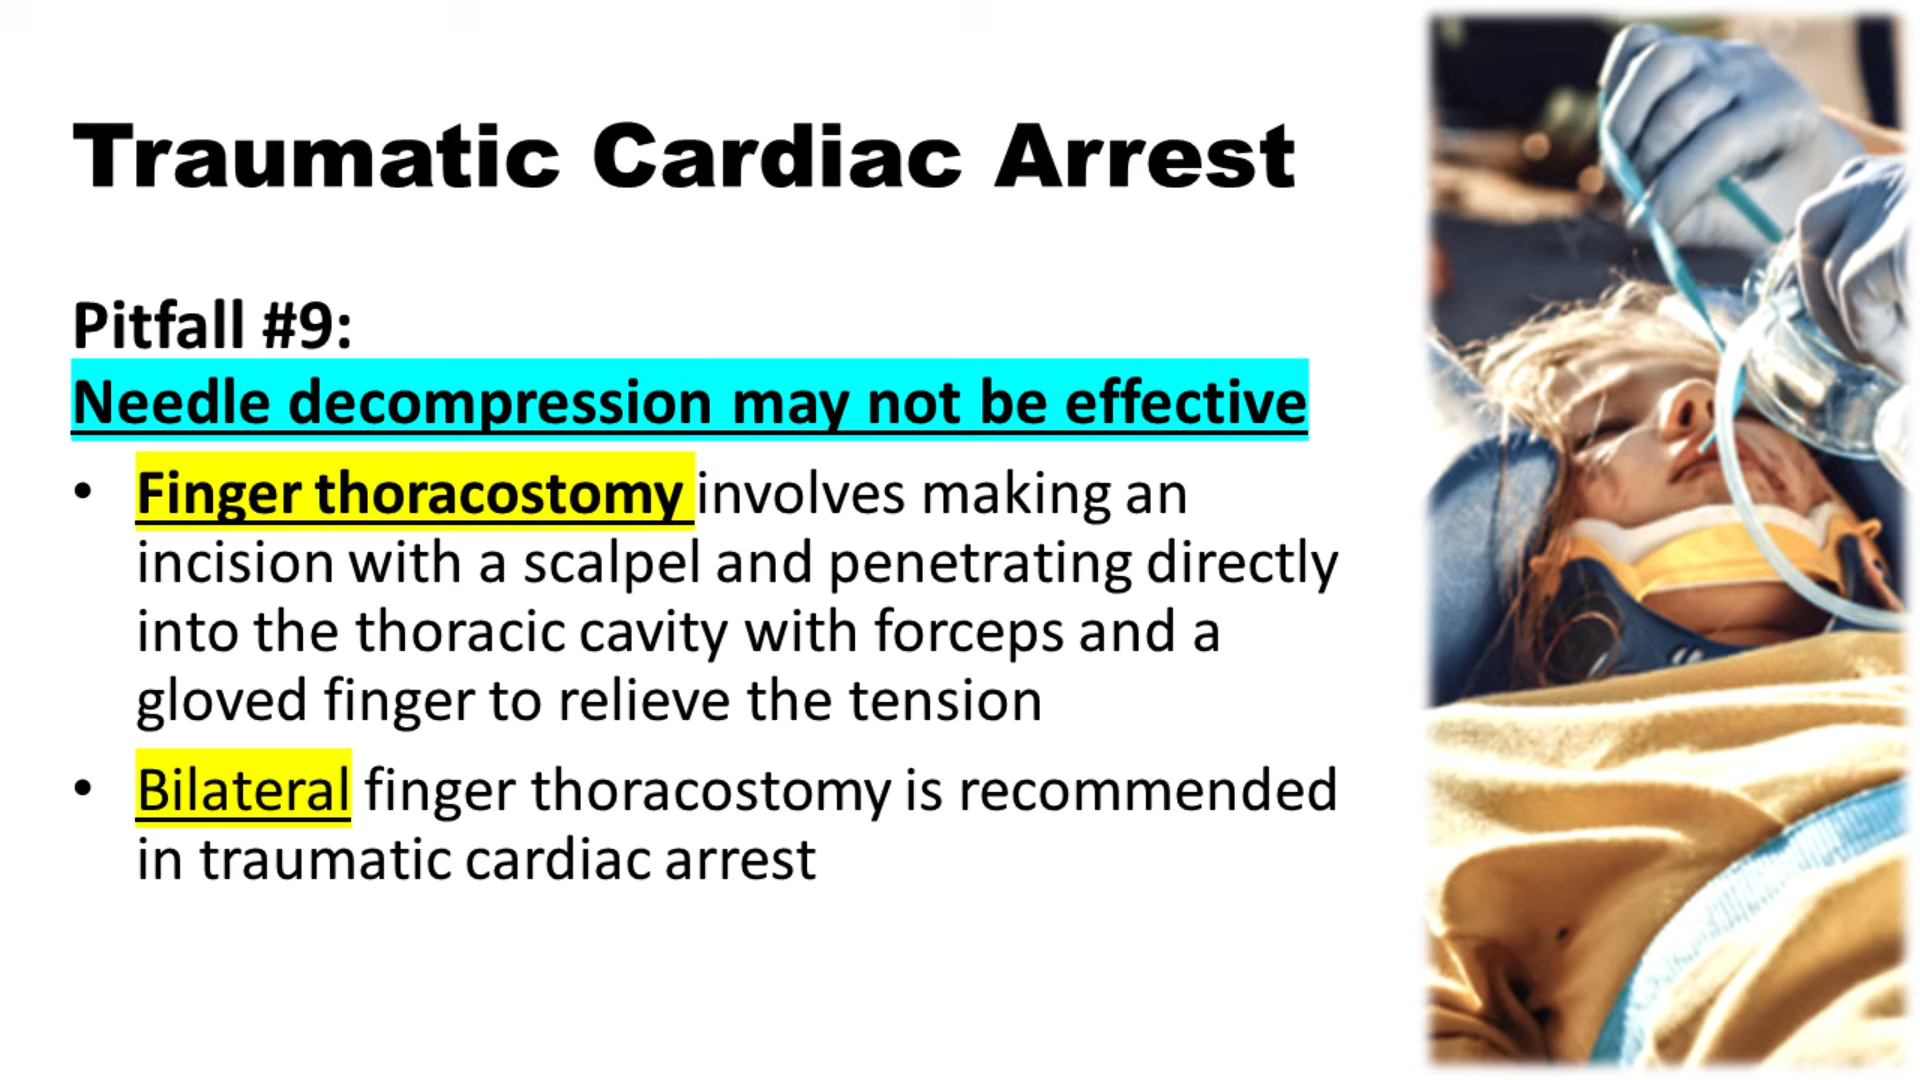 Traumatic Cardiac Arrest
Pitfall #9:
Needle decompression may not be effective
• Finger thoracostomy involves making an
incision with a scalpel and penetrating directly
into the thoracic cavity with forceps and a
gloved finger to relieve the tension
• Bilateral finger thoracostomy is recommended
in traumatic cardiac arrest